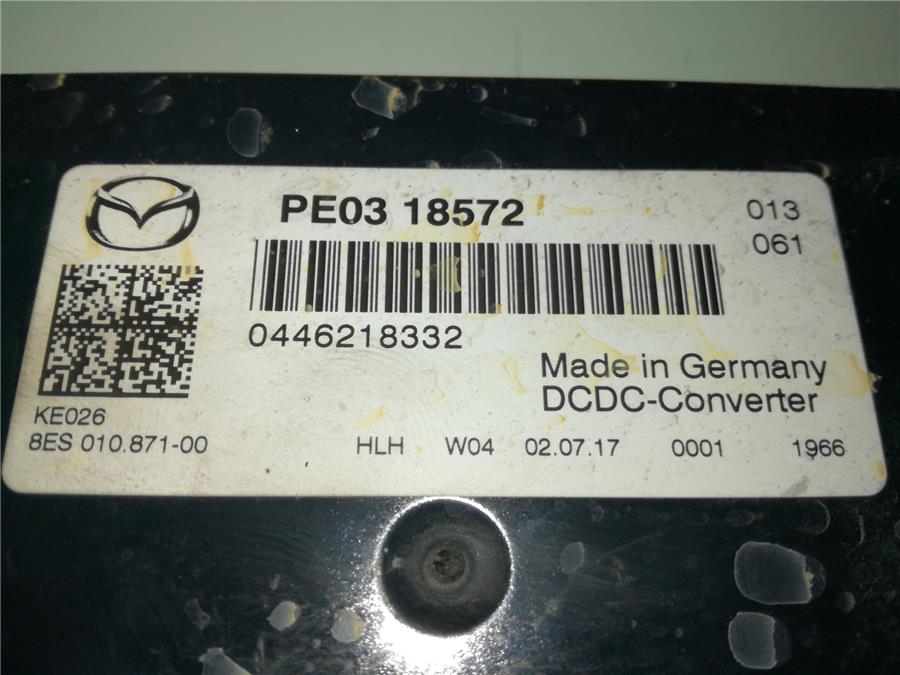 PE03 18572
013
061
0446218332
Made in Germany
DCDC-Converter
KE026
8ES 010.871-00 HLH W04 02.07.17 0001 1966